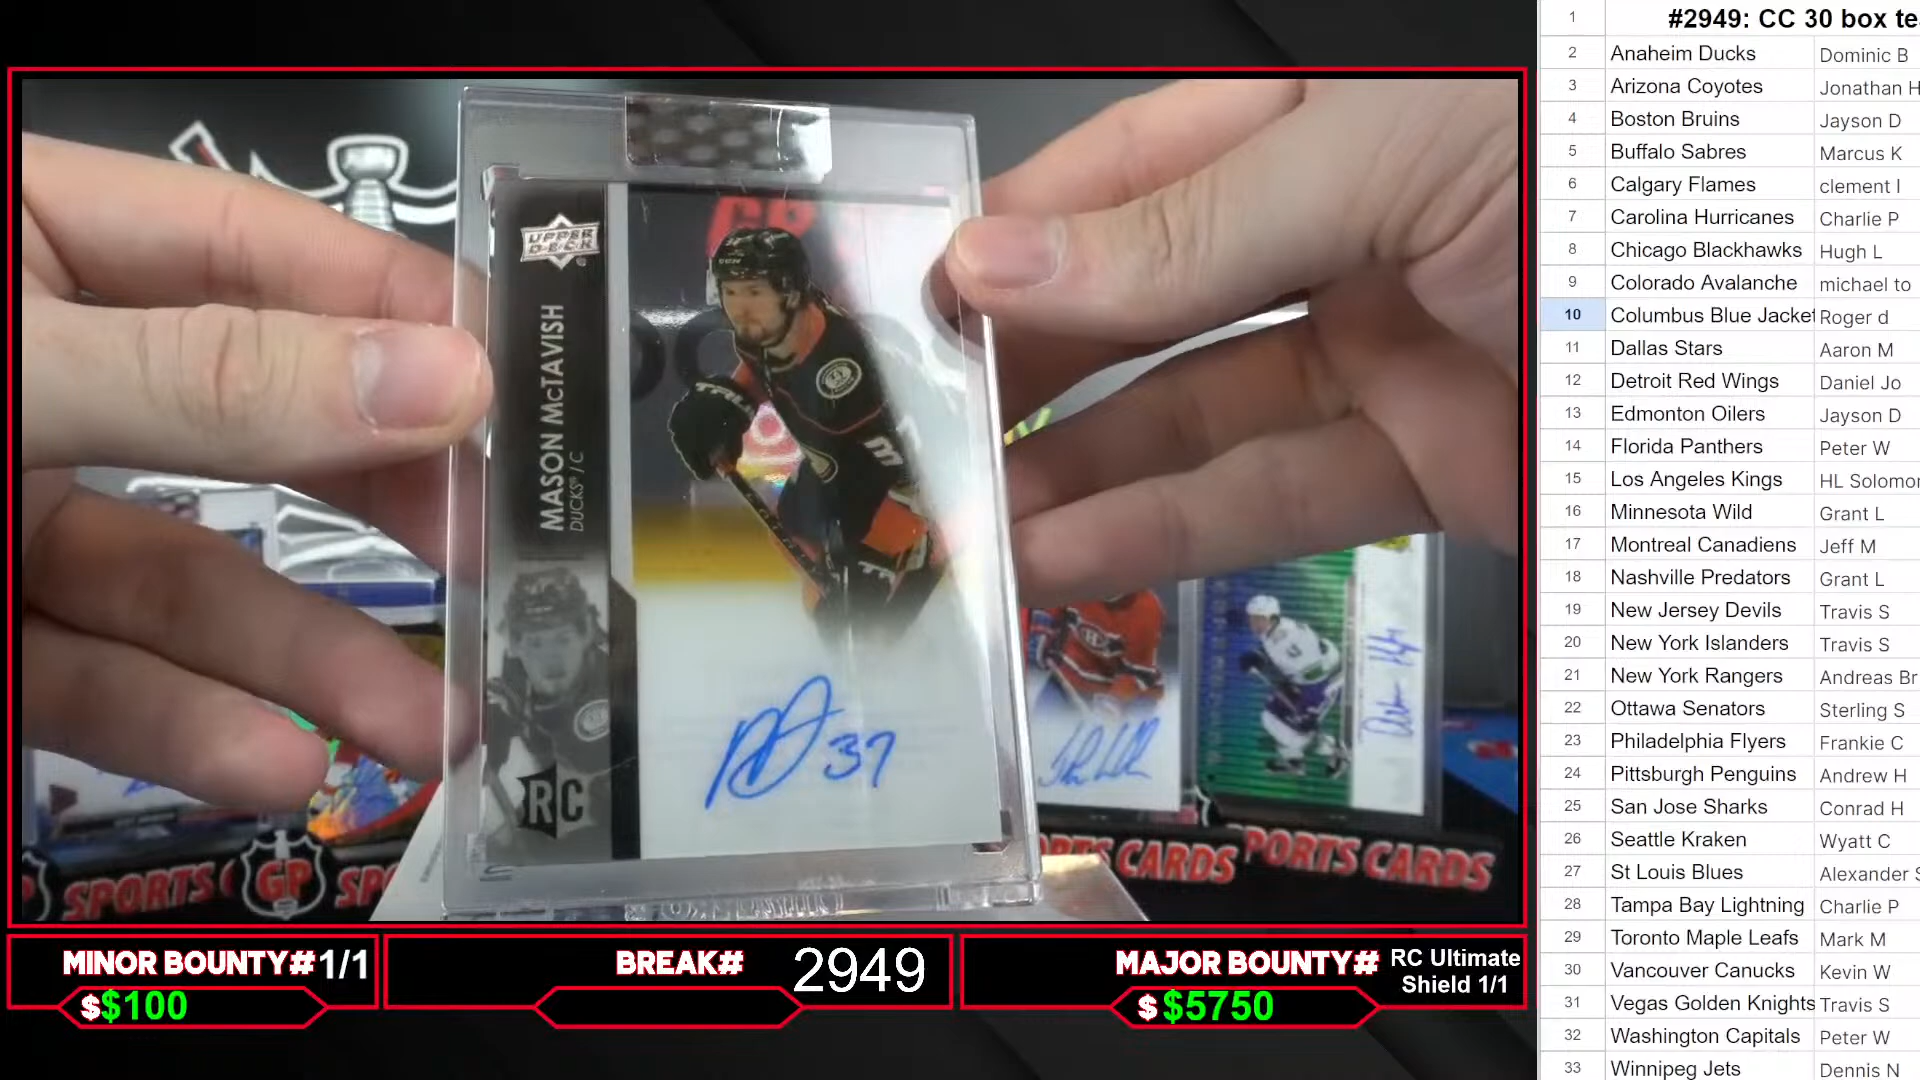 UPPER DECK
MASON McTAVISH
DUCKS / C
RC
37
SPORTS
GP
SP
CARDS
PORTS CARDS
MINOR BOUNTY# 1/1
$$100
BREAK# 2949
MAJOR BOUNTY# RC Ultimate Shield 1/1
$ $5750
1 #2949: CC 30 box te
2 Anaheim Ducks Dominic B
3 Arizona Coyotes Jonathan H
4 Boston Bruins Jayson D
5 Buffalo Sabres Marcus K
6 Calgary Flames clement l
7 Carolina Hurricanes Charlie P
8 Chicago Blackhawks Hugh L
9 Colorado Avalanche michael to
10 Columbus Blue Jacket Roger d
11 Dallas Stars Aaron M
12 Detroit Red Wings Daniel Jo
13 Edmonton Oilers Jayson D
14 Florida Panthers Peter W
15 Los Angeles Kings HL Solomon
16 Minnesota Wild Grant L
17 Montreal Canadiens Jeff M
18 Nashville Predators Grant L
19 New Jersey Devils Travis S
20 New York Islanders Travis S
21 New York Rangers Andreas Br
22 Ottawa Senators Sterling S
23 Philadelphia Flyers Frankie C
24 Pittsburgh Penguins Andrew H
25 San Jose Sharks Conrad H
26 Seattle Kraken Wyatt C
27 St Louis Blues Alexander S
28 Tampa Bay Lightning Charlie P
29 Toronto Maple Leafs Mark M
30 Vancouver Canucks Kevin W
31 Vegas Golden Knights Travis S
32 Washington Capitals Peter W
33 Winnipeg Jets Dennis N